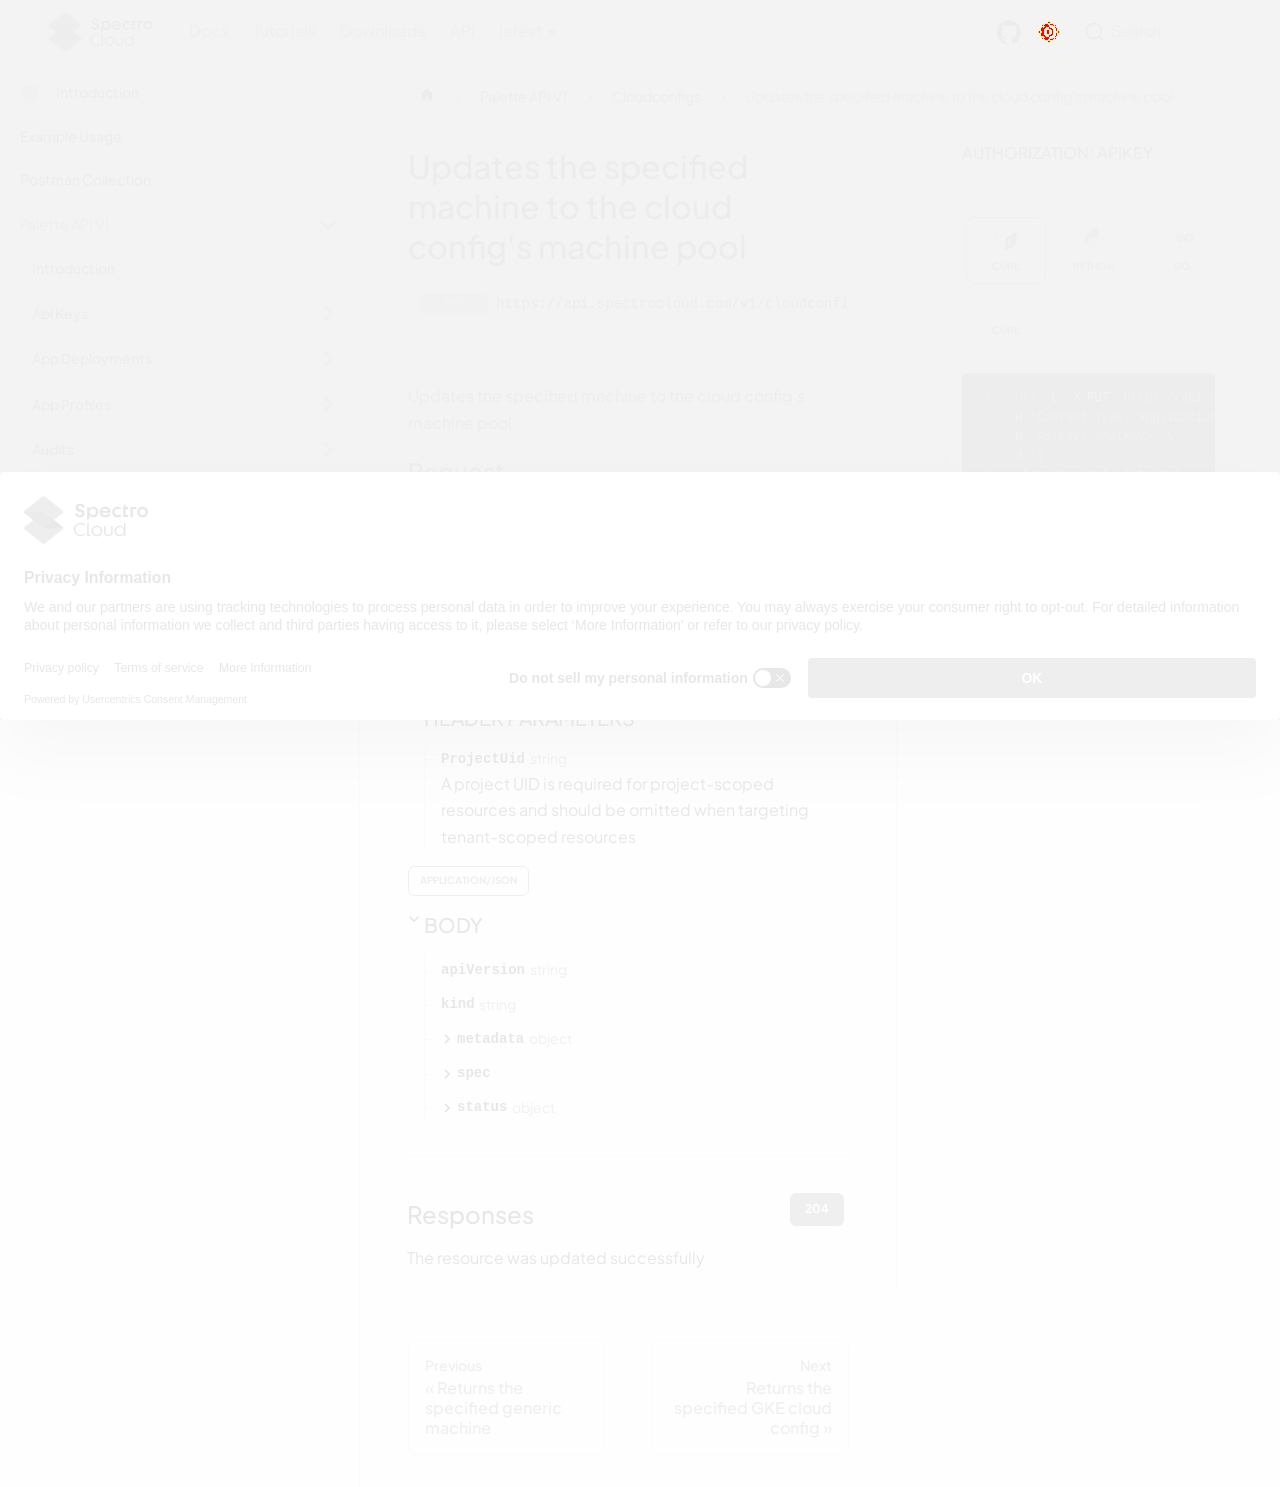 Spectro Cloud
Docs Tutorials Downloads API latest
Search
Introduction
Example Usage
Postman Collection
Palette API V1
Introduction
Api Keys
App Deployments
App Profiles
Audits
Palette API V1
Cloudconfigs
Updates the specified machine to the cloud config's machine pool
Updates the specified
machine to the cloud
config's machine pool
https://api.spectrocloud.com/v1/cloudconfi
Updates the specified machine to the cloud config's
machine pool
Request
AUTHORIZATION: APIKEY
CURL PYTHON GO
CURL
Spectro
Cloud
Privacy Information
We and our partners are using tracking technologies to process personal data in order to improve your experience. You may always exercise your consumer right to opt-out. For detailed information
about personal information we collect and third parties having access to it, please select ‘More Information’ or refer to our privacy policy.
Privacy policy Terms of service More Information
Powered by Usercentrics Consent Management
Do not sell my personal information
OK
HEADER PARAMETERS
ProjectUid string
A project UID is required for project-scoped
resources and should be omitted when targeting
tenant-scoped resources
APPLICATION/JSON
BODY
apiVersion string
kind string
metadata object
spec
status object
Responses
204
The resource was updated successfully
Previous
« Returns the
specified generic
machine
Next
Returns the
specified GKE cloud
config »